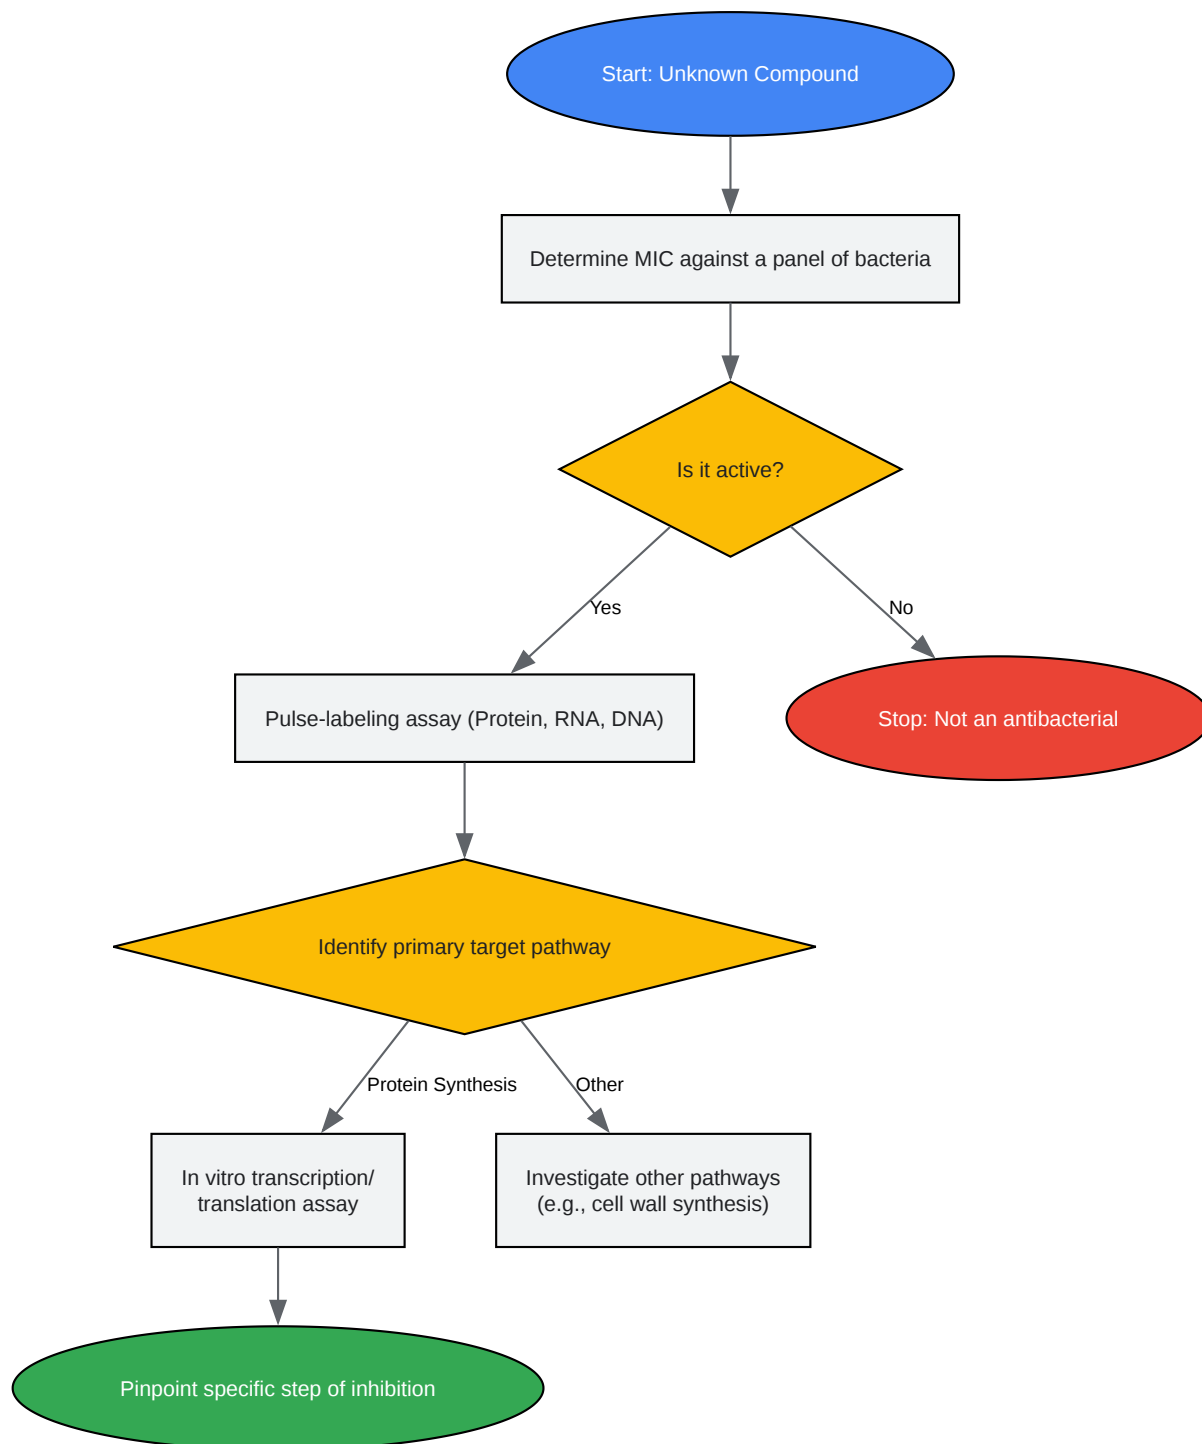 Start: Unknown Compound
Determine MIC against a panel of bacteria
Is it active?
Yes
No
Pulse-labeling assay (Protein, RNA, DNA)
Stop: Not an antibacterial
Identify primary target pathway
Protein Synthesis
Other
In vitro transcription/
translation assay
Investigate other pathways
(e.g., cell wall synthesis)
Pinpoint specific step of inhibition